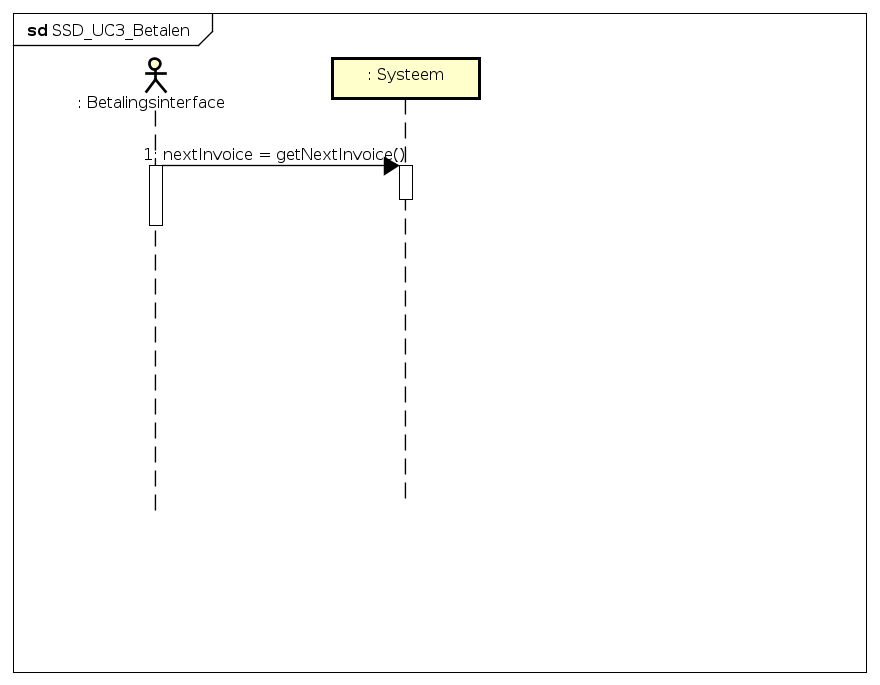 sd SSD_UC3_Betalen
: Betalingsinterface
: Systeem
1: nextInvoice = getNextInvoice()